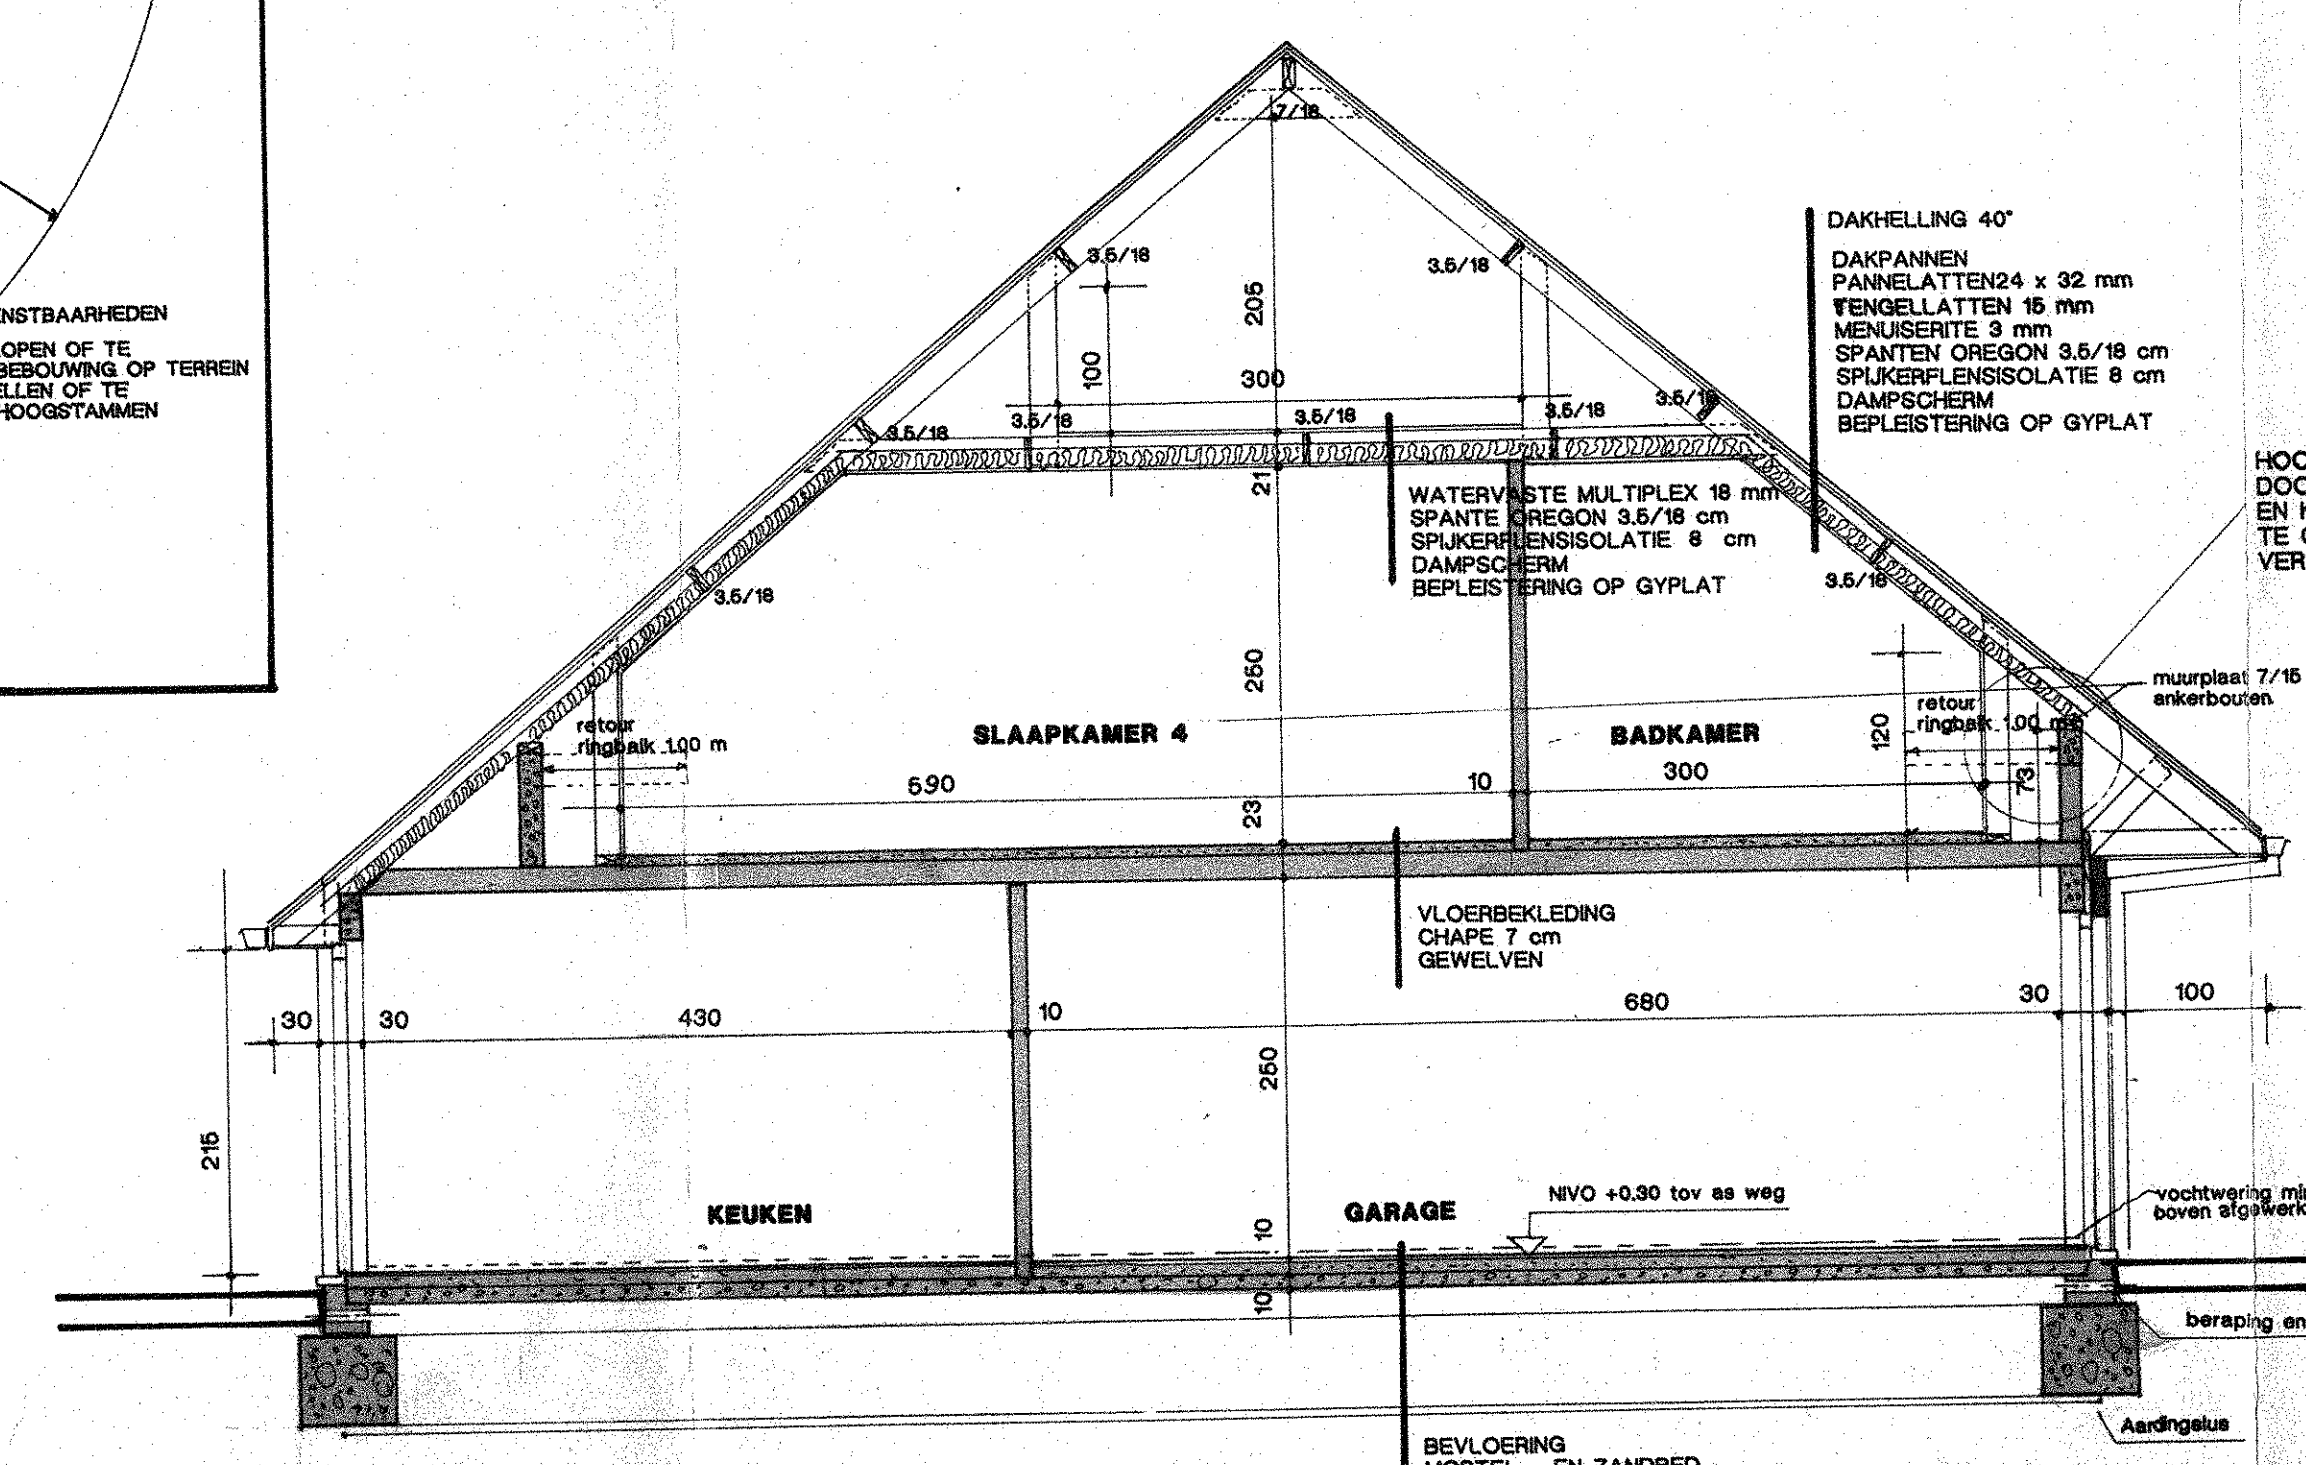 OPEN OF TE
BEBOUWING OP TERREIN
OF TE
HOOGSTAMMEN
7/18
3.5/18
3.5/18
205
100
300
3.5/18
3.5/18
3.5/18
3.5/18
3.5/18
21
DAKHELLING 40°
DAKPANNEN
PANNELATTEN24 x 32 mm
TENGELLATTEN 15 mm
MENUISERITE 3 mm
SPANTEN OREGON 3.5/18 cm
SPIJKERFLENSISOLATIE 8 cm
DAMPSCHERM
BEPLEISTERING OP GYPLAT
WATERVASTE MULTIPLEX 18 mm
SPANTE OREGON 3.5/18 cm
SPIJKERFLENSISOLATIE 8 cm
DAMPSCHERM
BEPLEISTERING OP GYPLAT
3.5/18
3.5/18
250
muurplaat 7/15
ankerbouten
retour
ringbalk 1.00 m
retour
ringbalk 1.00 m
SLAAPKAMER 4
BADKAMER
120
73
590
10
300
23
VLOERBEKLEDING
CHAPE 7 cm
GEWELVEN
30
30
430
10
680
30
100
250
215
KEUKEN
GARAGE
NIVO +0.30 tov as weg
vochtwering
boven
10
10
beraping en
Aardingslus
BEVLOERING
EN ZANDBED